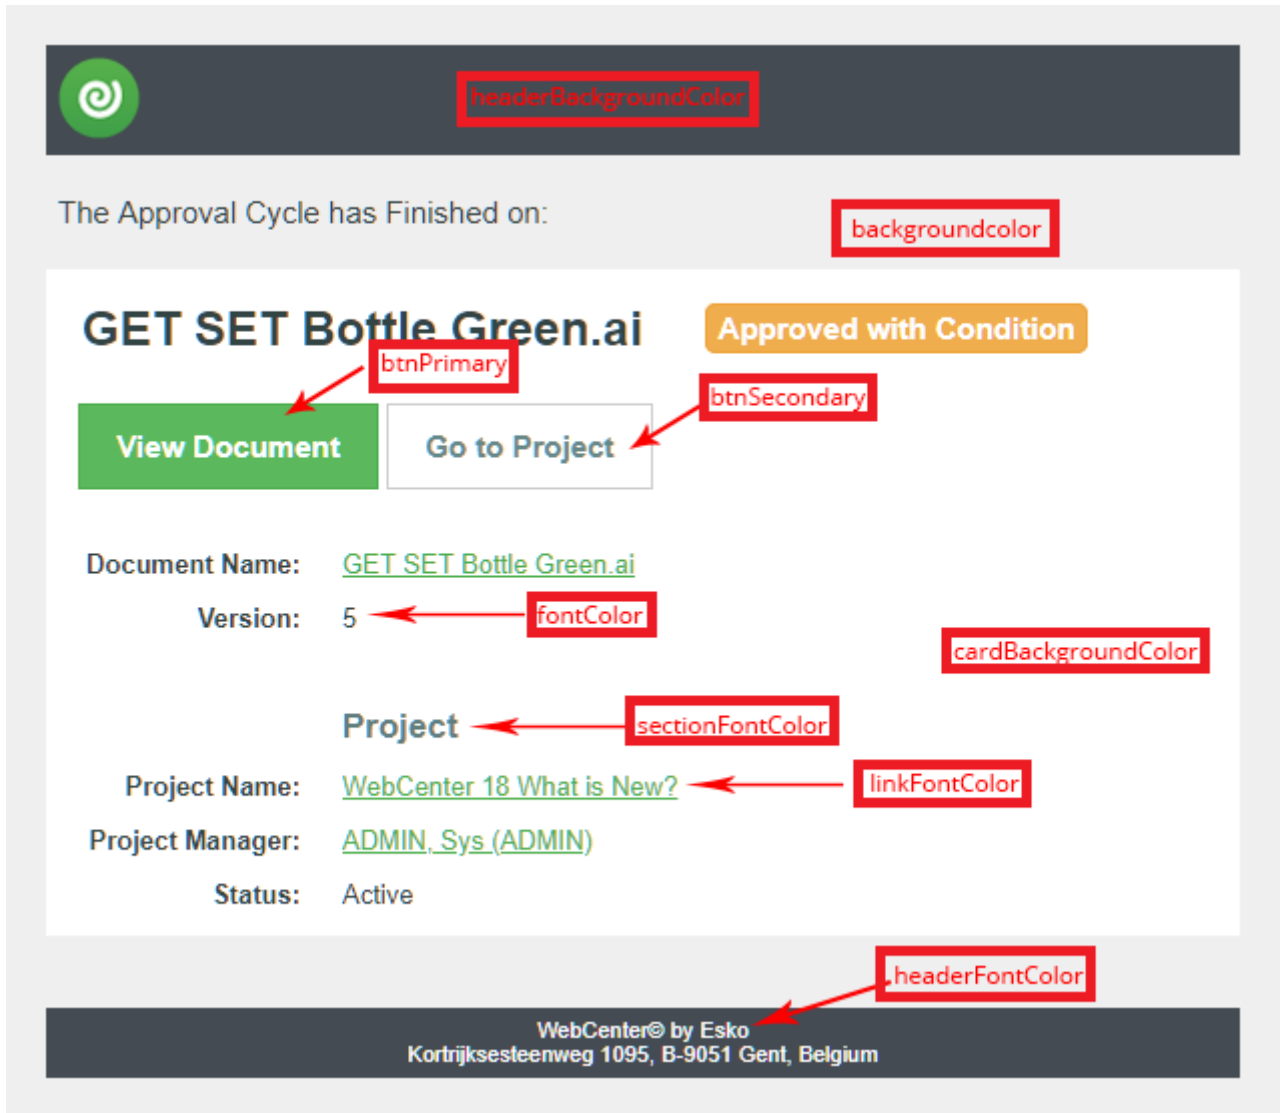 headerBackgroundColor
The Approval Cycle has Finished on:
backgroundcolor
GET SET Bottle Green.ai
Approved with Condition
btnPrimary
btnSecondary
View Document
Go to Project
Document Name: GET SET Bottle Green.ai
Version: 5
fontColor
cardBackgroundColor
Project
sectionFontColor
Project Name: WebCenter 18 What is New?
linkFontColor
Project Manager: ADMIN, Sys (ADMIN)
Status: Active
headerFontColor
WebCenter© by Esko
Kortrijksesteenweg 1095, B-9051 Gent, Belgium